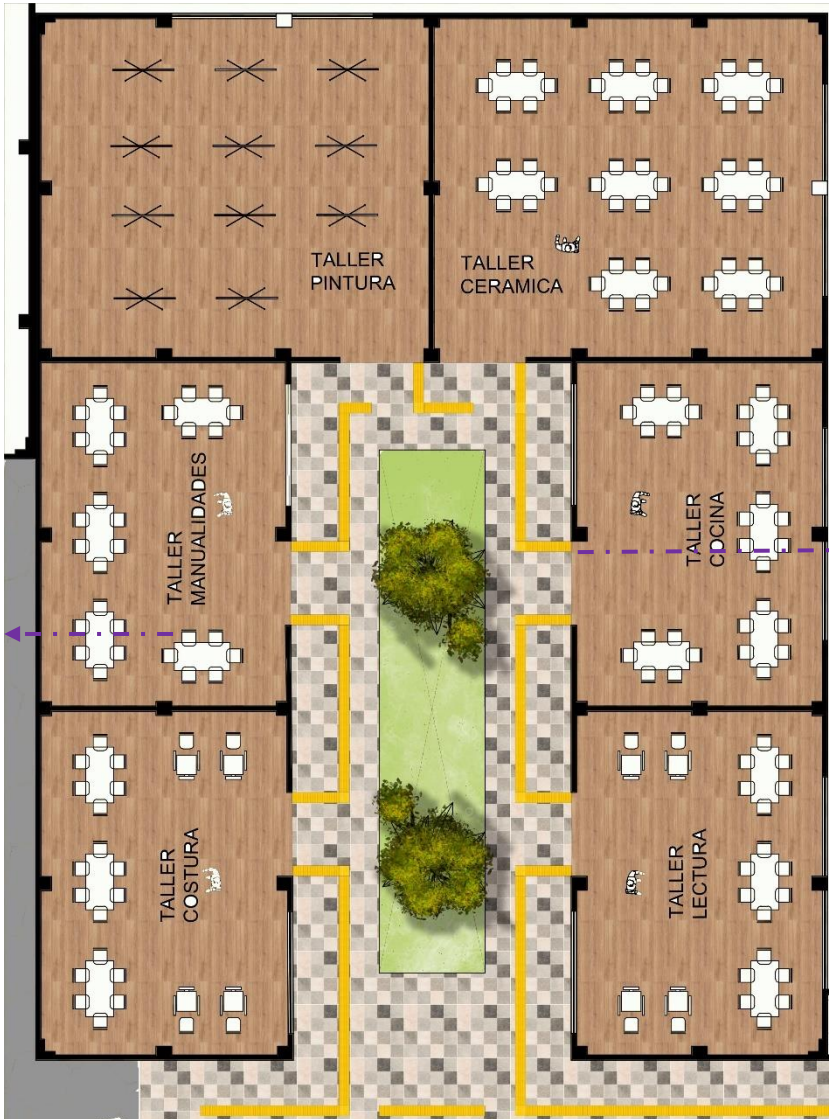 TALLER
PINTURA
TALLER
CERAMICA
TALLER
MANUALIDADES
TALLER
COCINA
TALLER
COSTURA
TALLER
LECTURA